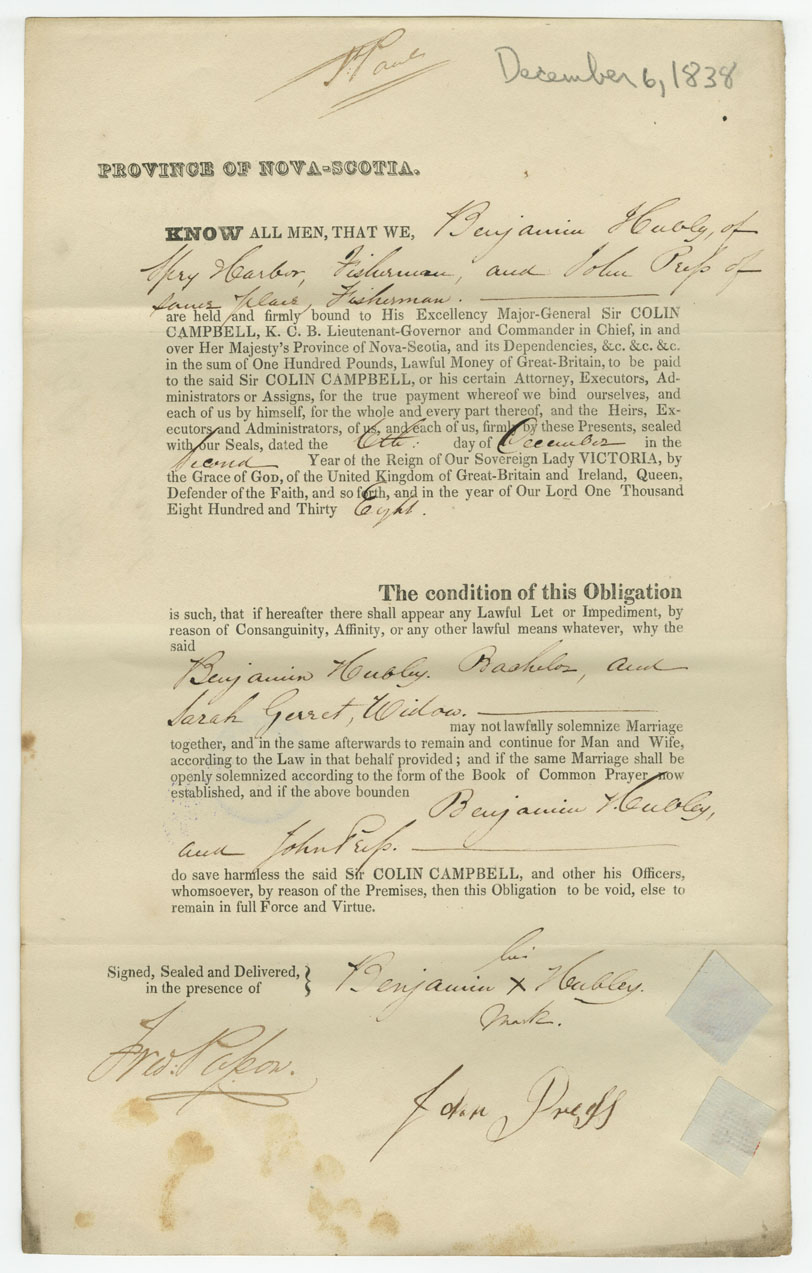 St. Pauls
December 6, 1838
PROVINCE OF NOVA-SCOTIA.
KNOW ALL MEN, THAT WE, Benjamin Hubley, of
Spry Harbor, Fisherman, and John Preſs of
same place, Fisherman.
are held and firmly bound to His Excellency Major-General Sir COLIN
CAMPBELL, K. C. B. Lieutenant-Governor and Commander in Chief, in and
over Her Majesty's Province of Nova-Scotia, and its Dependencies, &c. &c. &c.
in the sum of One Hundred Pounds, Lawful Money of Great-Britain, to be paid
to the said Sir COLIN CAMPBELL, or his certain Attorney, Executors, Ad-
ministrators or Assigns, for the true payment whereof we bind ourselves, and
each of us by himself, for the whole and every part thereof, and the Heirs, Ex-
ecutors and Administrators, of us, and each of us, firmly by these Presents, sealed
with our Seals, dated the 6th: day of December in the
Second Year of the Reign of Our Sovereign Lady VICTORIA, by
the Grace of GOD, of the United Kingdom of Great-Britain and Ireland, Queen,
Defender of the Faith, and so forth, and in the year of Our Lord One Thousand
Eight Hundred and Thirty Eight.
The condition of this Obligation
is such, that if hereafter there shall appear any Lawful Let or Impediment, by
reason of Consanguinity, Affinity, or any other lawful means whatever, why the
said
Benjamin Hubley. Bachelor, and
Sarah Gerret, Widow.
may not lawfully solemnize Marriage
together, and in the same afterwards to remain and continue for Man and Wife,
according to the Law in that behalf provided; and if the same Marriage shall be
openly solemnized according to the form of the Book of Common Prayer now
established, and if the above bounden
Benjamin Hubley,
and John Preſs.
do save harmless the said Sir COLIN CAMPBELL, and other his Officers,
whomsoever, by reason of the Premises, then this Obligation to be void, else to
remain in full Force and Virtue.
Signed, Sealed and Delivered,
in the presence of
his
Benjamin X Hubley.
Mark.
Fred:
John Press